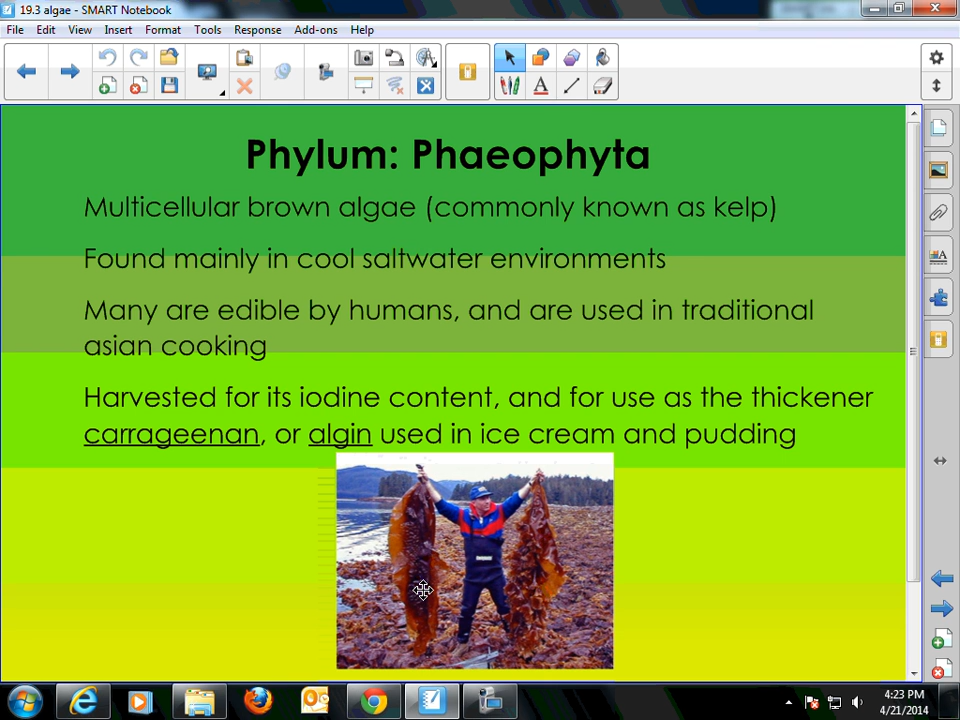 19.3 algae - SMART Notebook
File Edit View Insert Format Tools Response Add-ons Help
Phylum: Phaeophyta
Multicellular brown algae (commonly known as kelp)
Found mainly in cool saltwater environments
Many are edible by humans, and are used in traditional
asian cooking
Harvested for its iodine content, and for use as the thickener
carrageenan, or algin used in ice cream and pudding
4:23 PM
4/21/2014